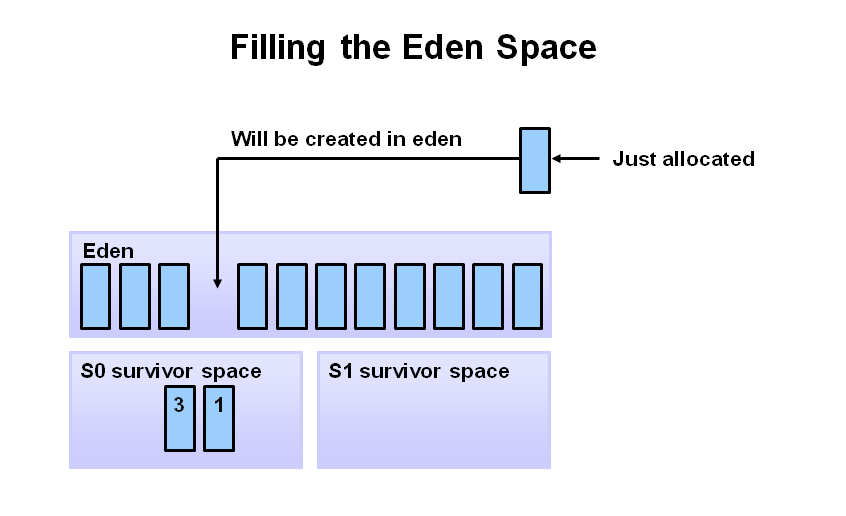 Filling the Eden Space
Will be created in eden
Just allocated
Eden
S0 survivor space
S1 survivor space
3 1